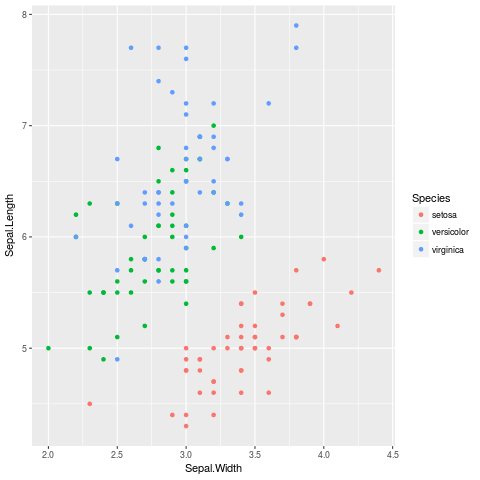 8
7
6
5
Sepal.Length
2.0 2.5 3.0 3.5 4.0 4.5
Sepal.Width
Species
setosa
versicolor
virginica